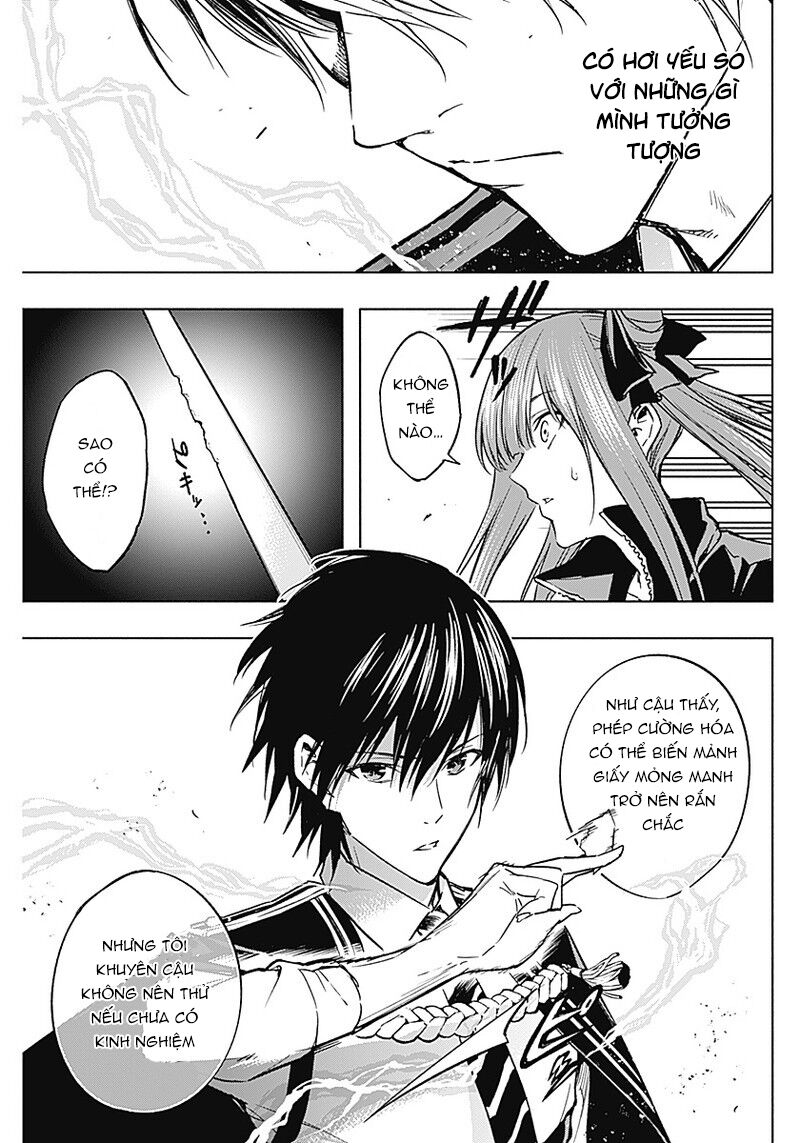 CÓ HƠI YẾU SO
VỚI NHỮNG GÌ
MÌNH TƯỞNG
TƯỢNG
KHÔNG
THỂ
NÀO...
SAO
CÓ
THỂ!?
NHƯ CẬU THẤY,
PHÉP CƯỜNG HÓA
CÓ THỂ BIẾN MẢNH
GIẤY MỎNG MANH
TRỞ NÊN RẮN
CHẮC
NHƯNG TÔI
KHUYÊN CẬU
KHÔNG NÊN THỬ
NẾU CHƯA CÓ
KINH NGHIỆM